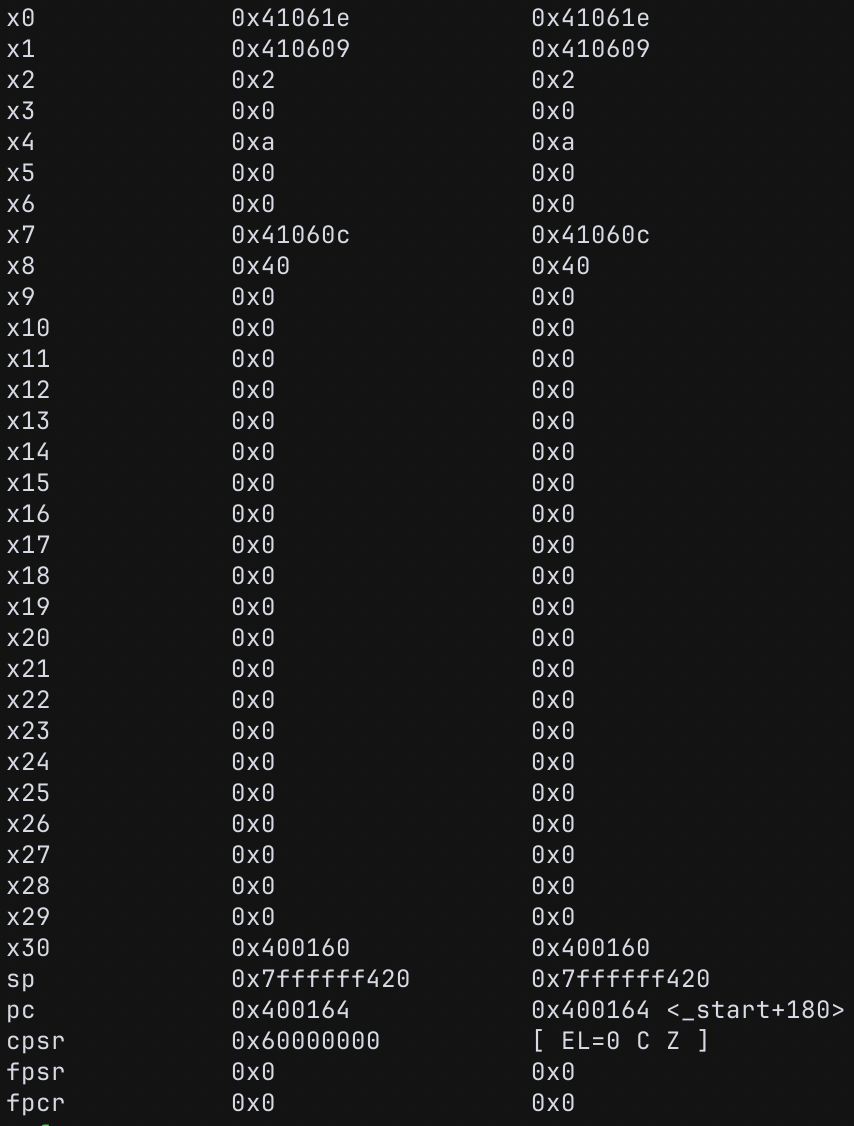 x0 0x41061e 0x41061e
x1 0x410609 0x410609
x2 0x2 0x2
x3 0x0 0x0
x4 0xa 0xa
x5 0x0 0x0
x6 0x0 0x0
x7 0x41060c 0x41060c
x8 0x40 0x40
x9 0x0 0x0
x10 0x0 0x0
x11 0x0 0x0
x12 0x0 0x0
x13 0x0 0x0
x14 0x0 0x0
x15 0x0 0x0
x16 0x0 0x0
x17 0x0 0x0
x18 0x0 0x0
x19 0x0 0x0
x20 0x0 0x0
x21 0x0 0x0
x22 0x0 0x0
x23 0x0 0x0
x24 0x0 0x0
x25 0x0 0x0
x26 0x0 0x0
x27 0x0 0x0
x28 0x0 0x0
x29 0x0 0x0
x30 0x400160 0x400160
sp 0x7ffffff420 0x7ffffff420
pc 0x400164 0x400164 <_start+180>
cpsr 0x60000000 [ EL=0 C Z ]
fpsr 0x0 0x0
fpcr 0x0 0x0